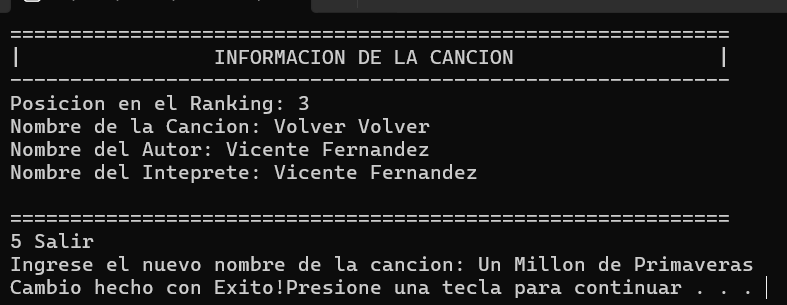 ============================================================
|                INFORMACION DE LA CANCION                 |
------------------------------------------------------------
Posicion en el Ranking: 3
Nombre de la Cancion: Volver Volver
Nombre del Autor: Vicente Fernandez
Nombre del Inteprete: Vicente Fernandez
============================================================
5 Salir
Ingrese el nuevo nombre de la cancion: Un Millon de Primaveras
Cambio hecho con Exito!Presione una tecla para continuar . . .